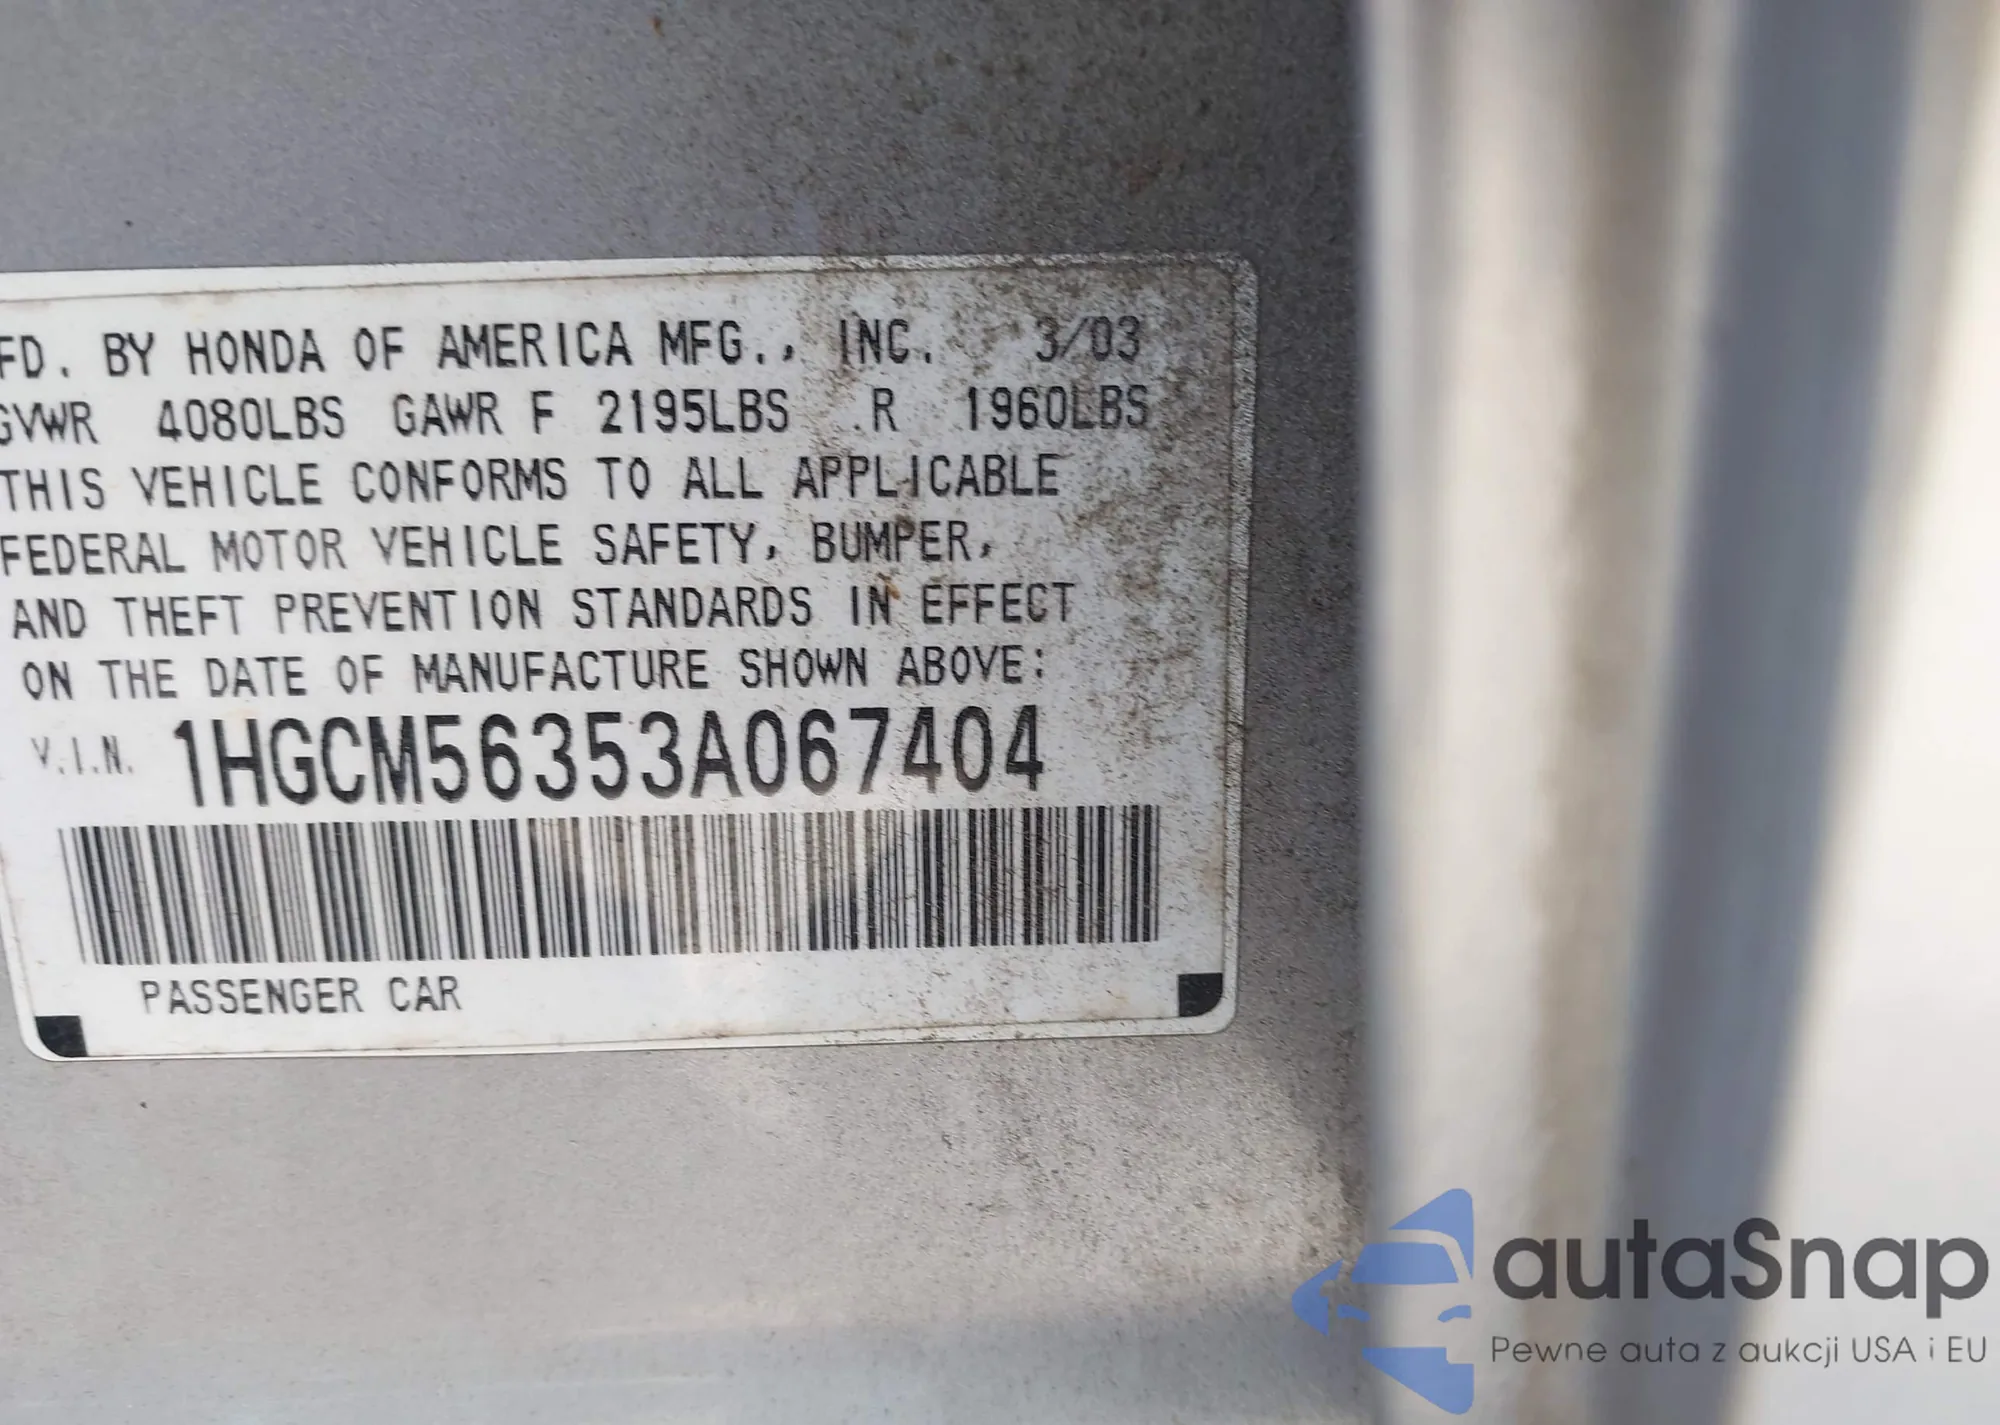 FD. BY HONDA OF AMERICA MFG., INC. 3/03
GVWR 4080LBS GAWR F 2195LBS R 1960LBS
THIS VEHICLE CONFORMS TO ALL APPLICABLE
FEDERAL MOTOR VEHICLE SAFETY, BUMPER,
AND THEFT PREVENTION STANDARDS IN EFFECT
ON THE DATE OF MANUFACTURE SHOWN ABOVE:
V.I.N. 1HGCM56353A067404
PASSENGER CAR
autaSnap
Pewne auta z aukcji USA i EU